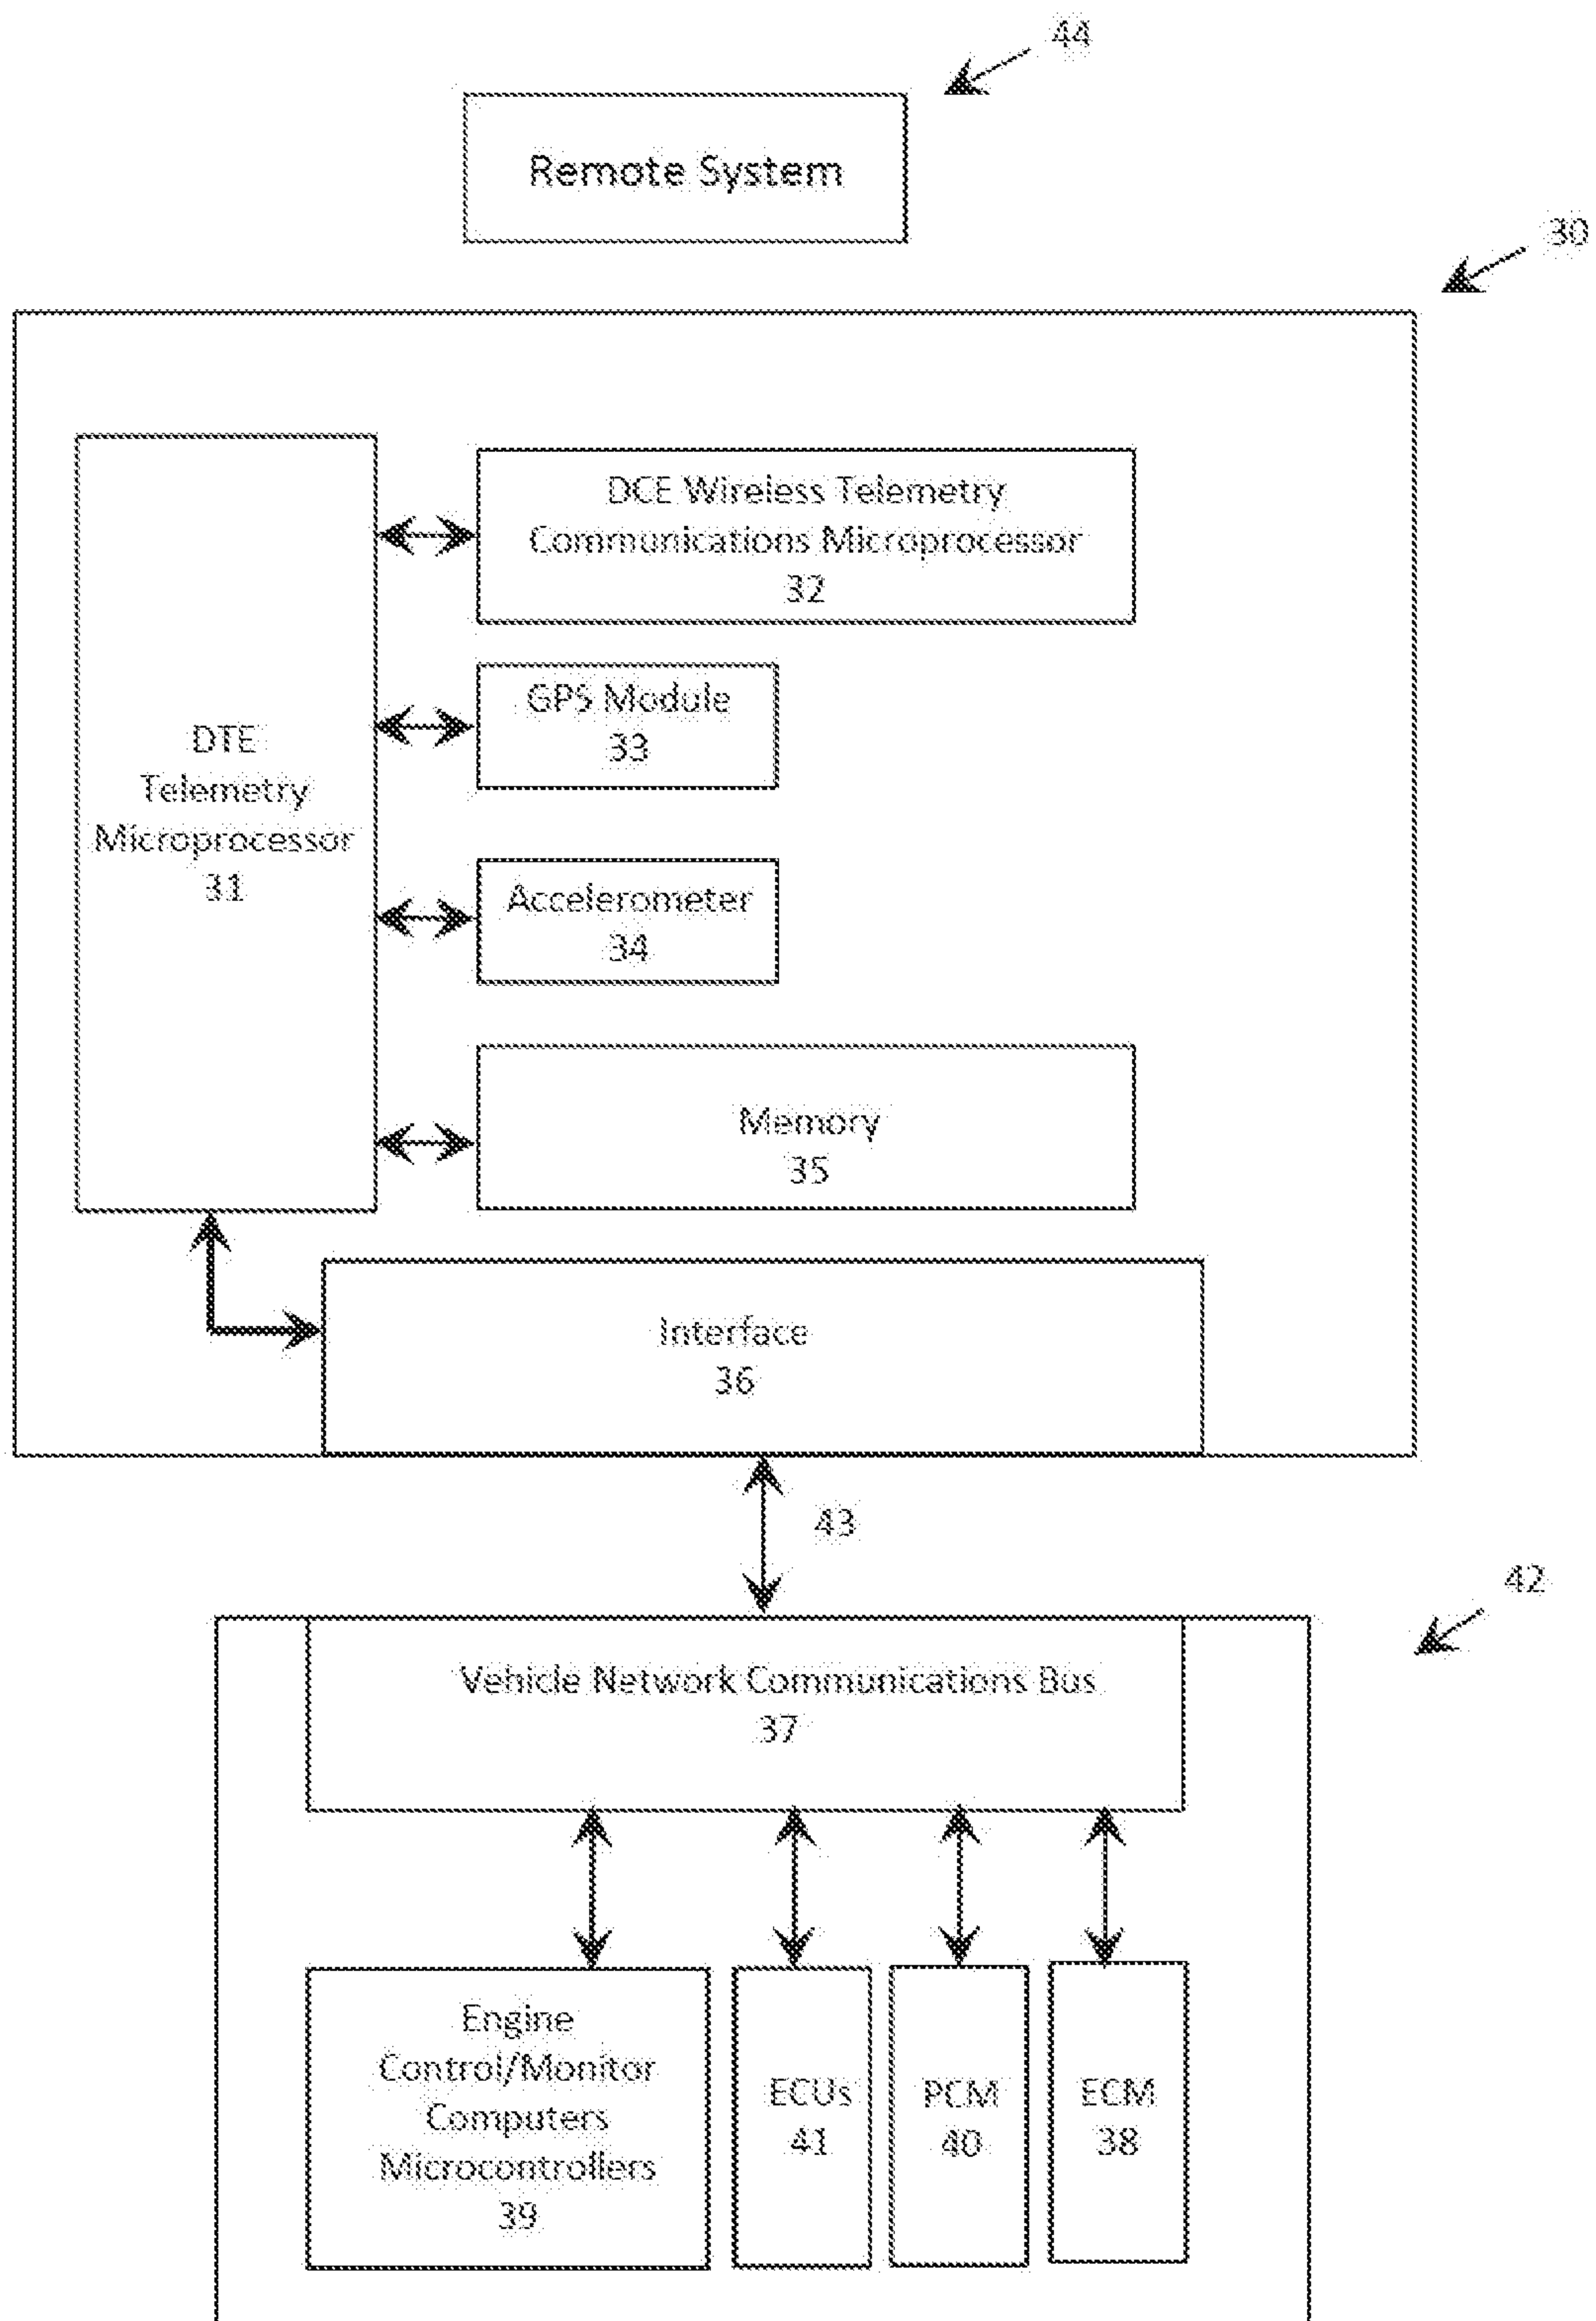 44
Remote System
30
DCE Wireless Telemetry
Communications Microprocessor
32
GPS Module
33
DTE
Telemetry
Microprocessor
31
Accelerometer
34
Memory
35
Interface
36
43
42
Vehicle Network Communications Bus
37
Engine
Control/Monitor
Computers
Microcontrollers
39
ECUs
41
PCM
40
ECM
38